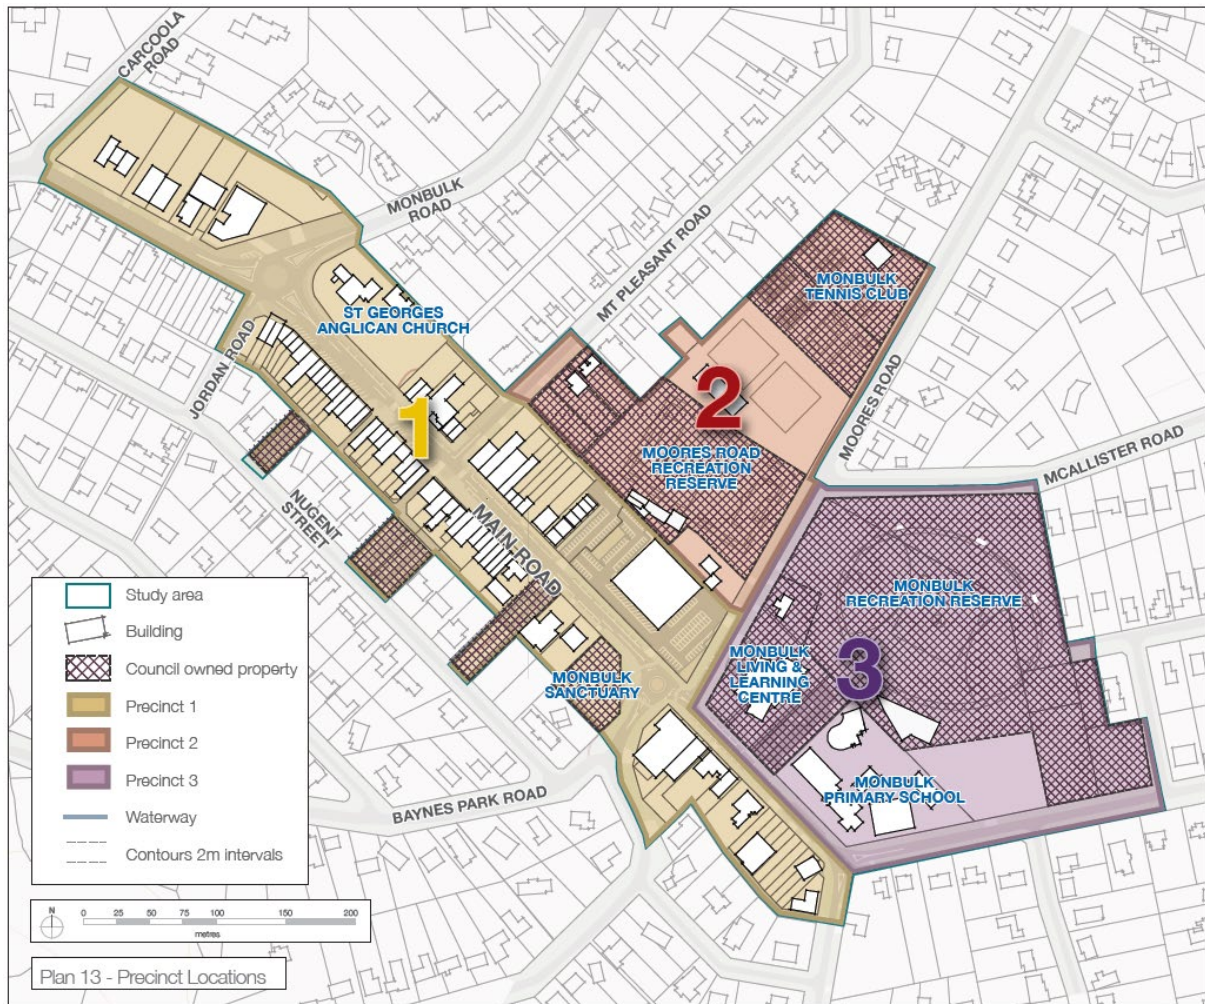 CARCOOLA
ROAD
MONBULK
ROAD
MT PLEASANT ROAD
MONBULK
TENNIS CLUB
ST GEORGES
ANGLICAN CHURCH
JORDAN ROAD
1
2
MOORES ROAD
MCALLISTER ROAD
MOORES ROAD
RECREATION
RESERVE
NUGENT
STREET
MAIN ROAD
MONBULK
RECREATION RESERVE
3
MONBULK
LIVING &
LEARNING
CENTRE
MONBULK
SANCTUARY
MONBULK
PRIMARY SCHOOL
BAYNES PARK ROAD
Study area
Building
Council owned property
Precinct 1
Precinct 2
Precinct 3
Waterway
Contours 2m intervals
N
0 25 50 75 100 150 200
metres
Plan 13 - Precinct Locations